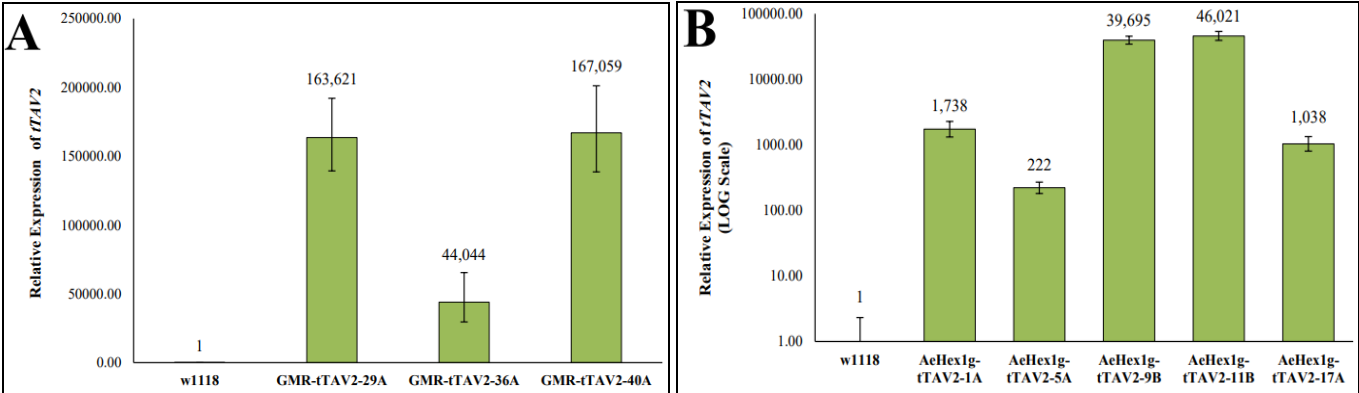 A
Relative Expression of tTAV2
250000.00
200000.00
150000.00
100000.00
50000.00
0.00
1
163,621
44,044
167,059
w1118
GMR-tTAV2-29A
GMR-tTAV2-36A
GMR-tTAV2-40A
B
Relative Expression of tTAV2
(LOG Scale)
100000.00
10000.00
1000.00
100.00
10.00
1.00
1
1,738
222
39,695
46,021
1,038
w1118
AeHex1g-
tTAV2-1A
AeHex1g-
tTAV2-5A
AeHex1g-
tTAV2-9B
AeHex1g-
tTAV2-11B
AeHex1g-
tTAV2-17A